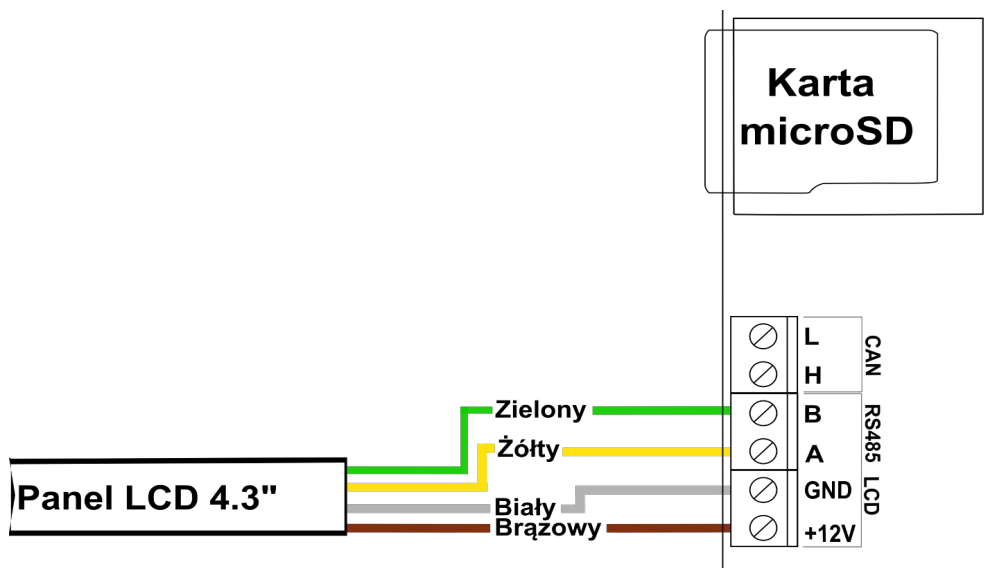 Karta
microSD
L
H
CAN
Zielony
B
Żółty
A
RS485 LCD
Panel LCD 4.3"
Biały
GND
Brązowy
+12V